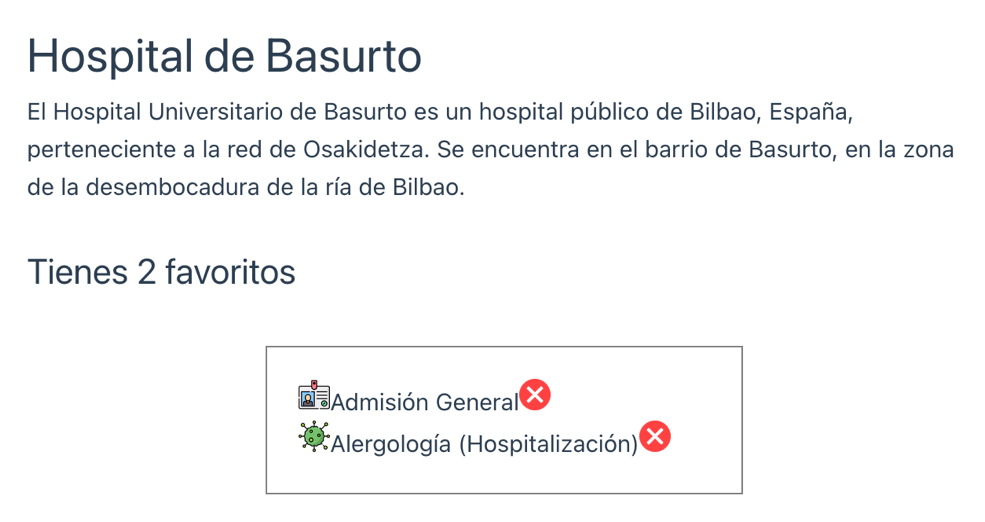 Hospital de Basurto
El Hospital Universitario de Basurto es un hospital público de Bilbao, España,
perteneciente a la red de Osakidetza. Se encuentra en el barrio de Basurto, en la zona
de la desembocadura de la ría de Bilbao.
Tienes 2 favoritos
Admisión General
Alergología (Hospitalización)